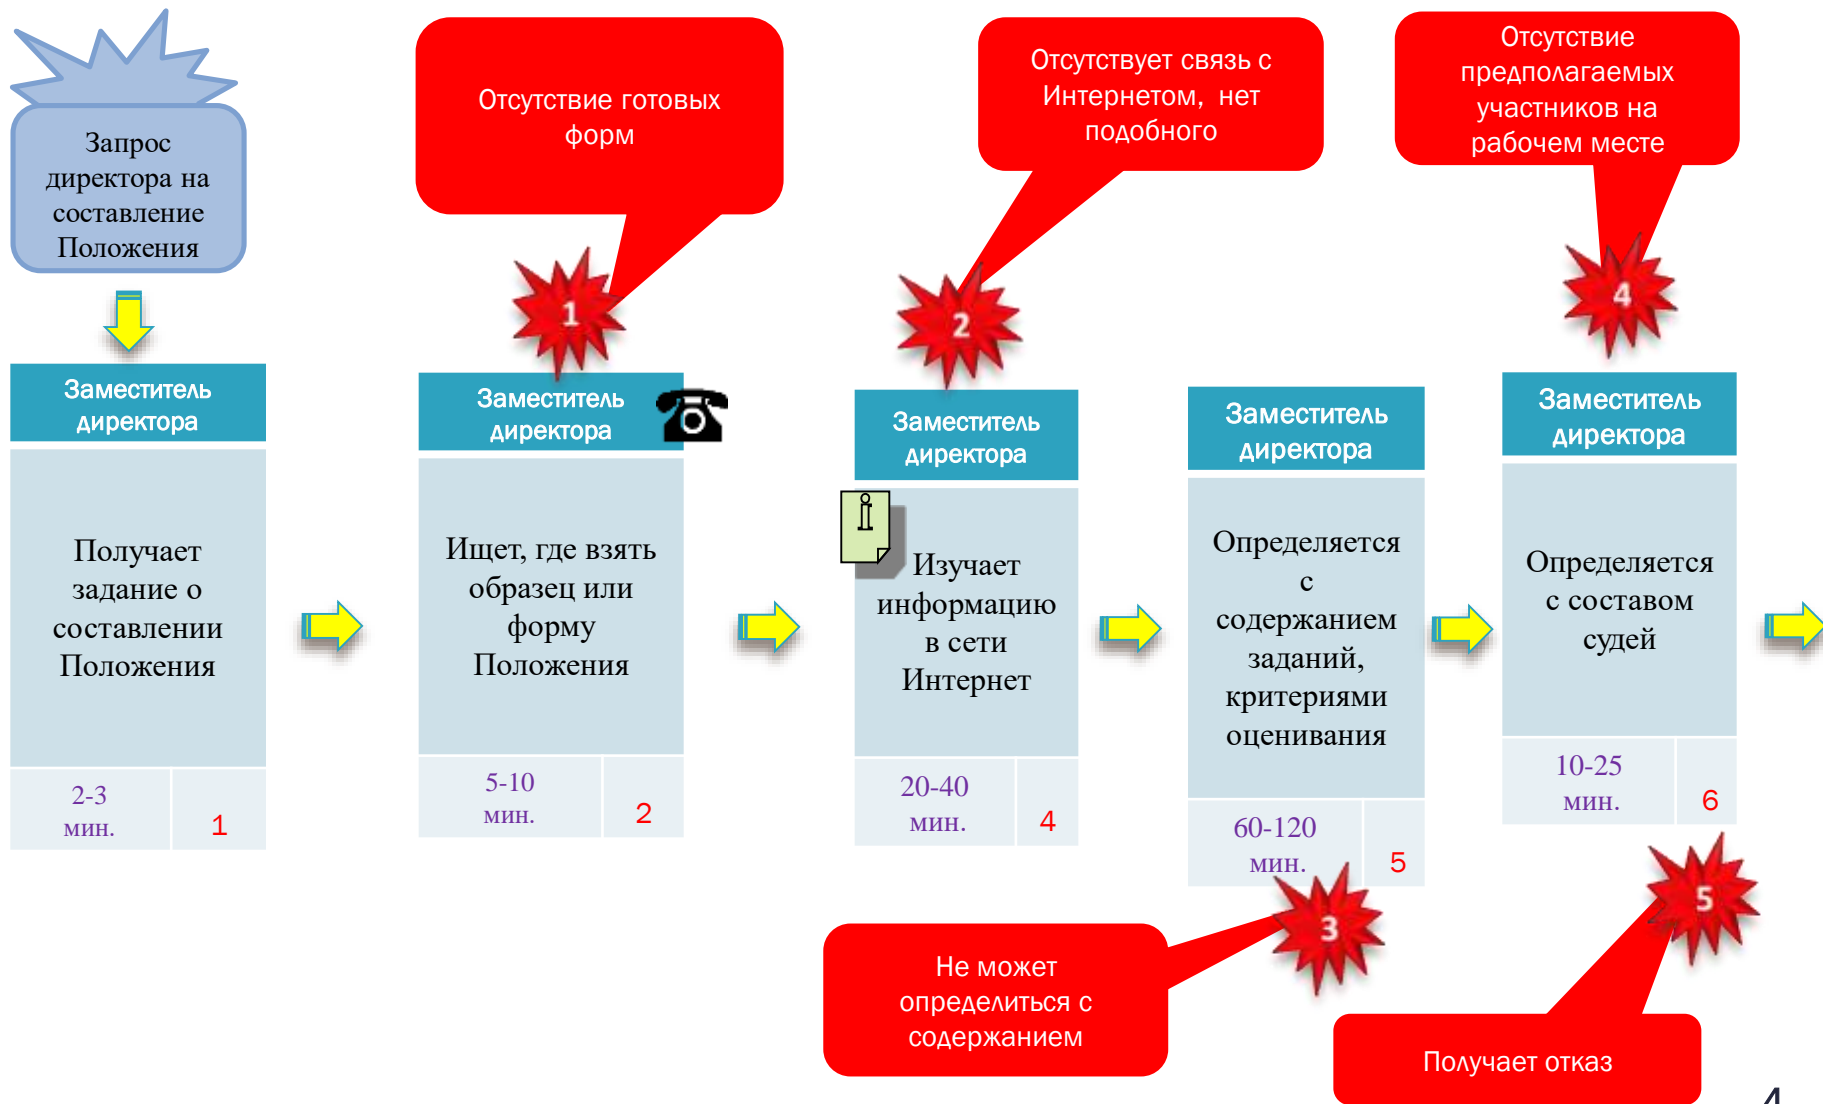 Запрос
директора на
составление
Положения
Отсутствие готовых
форм
Отсутствует связь с
Интернетом, нет
подобного
Отсутствие
предполагаемых
участников на
рабочем месте
1
2
4
Заместитель
директора
Получает
задание о
составлении
Положения
2-3
мин.
1
Заместитель
директора
Ищет, где взять
образец или
форму
Положения
5-10
мин.
2
Заместитель
директора
Изучает
информацию
в сети
Интернет
20-40
мин.
4
Заместитель
директора
Определяется
с
содержанием
заданий,
критериями
оценивания
60-120
мин.
5
Заместитель
директора
Определяется
с составом
судей
10-25
мин.
6
3
5
Не может
определиться с
содержанием
Получает отказ
4